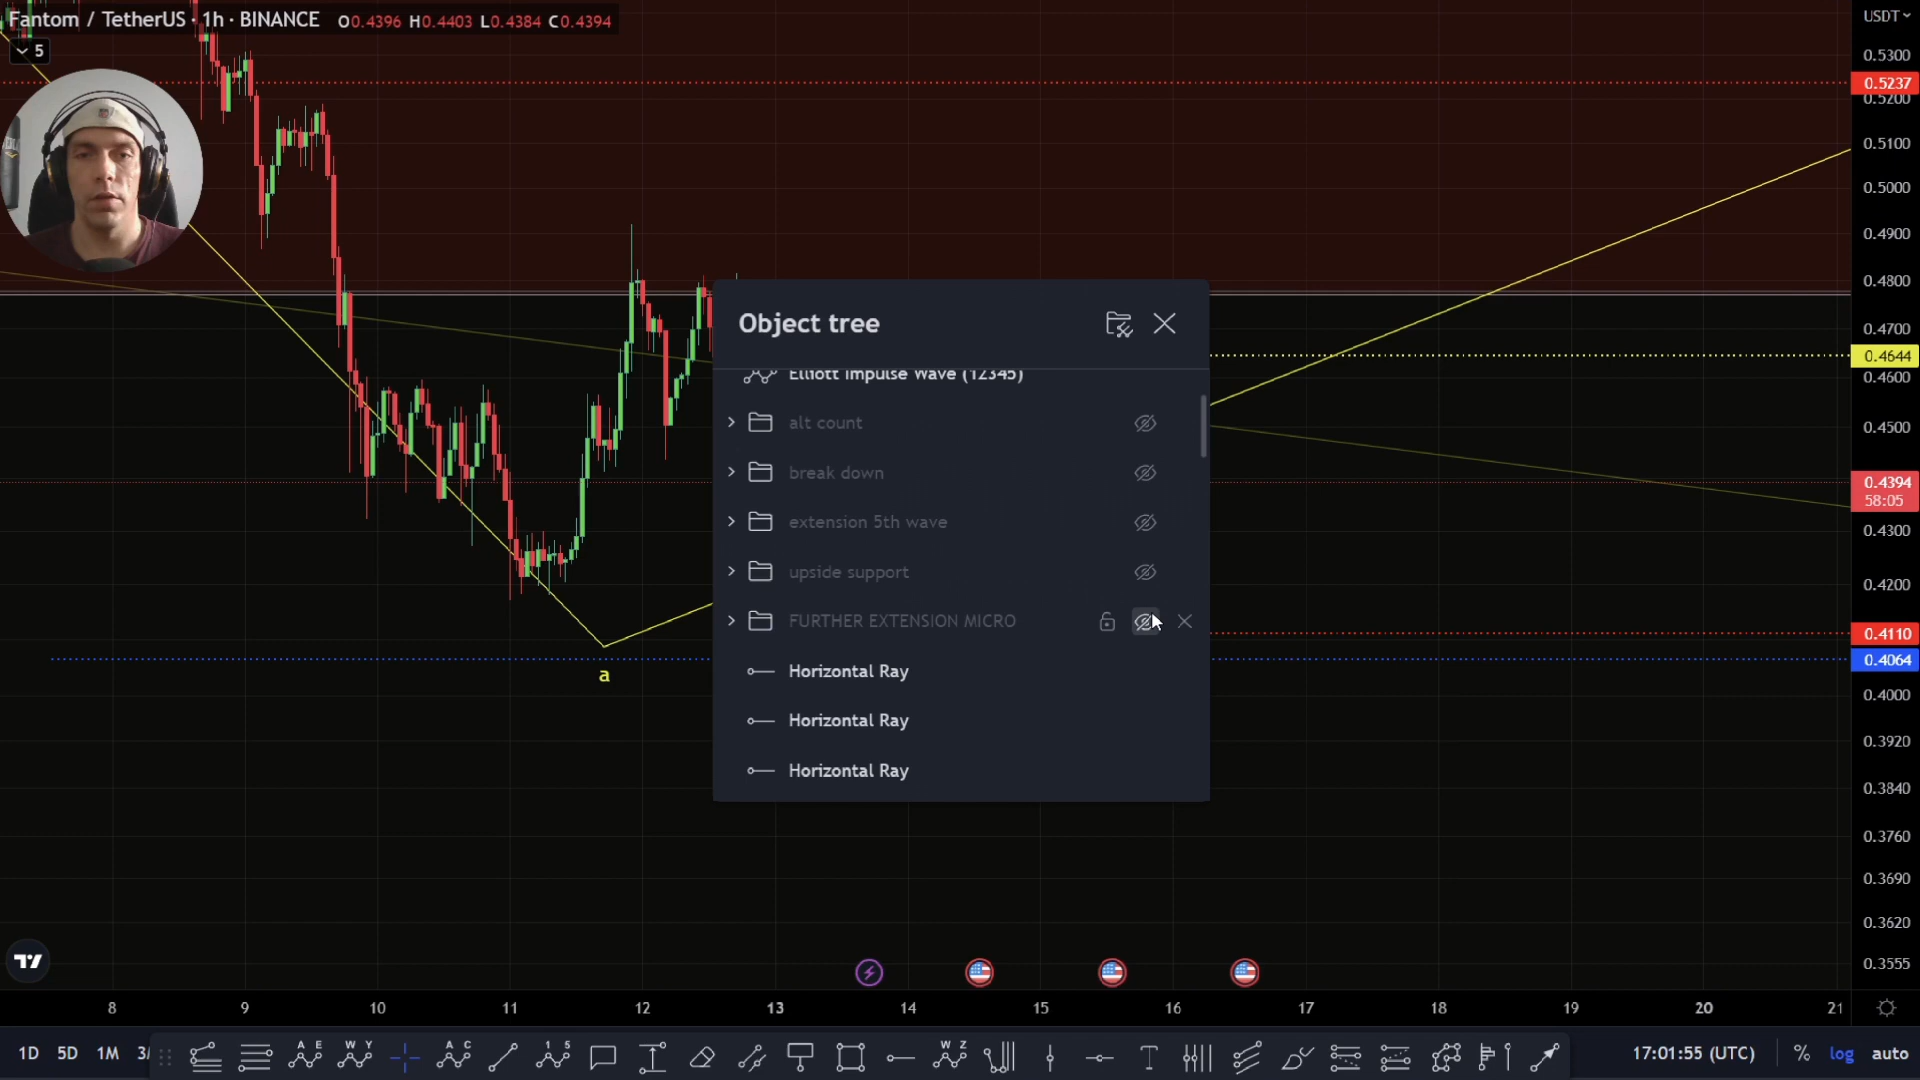 Fantom / TetherUS · 1h · BINANCE O0.4396 H0.4403 L0.4384 C0.4394
5
USDT
0.5300
0.5237
0.5200
0.5100
0.5000
0.4900
0.4800
0.4700
0.4644
0.4600
0.4500
0.4394
58:05
0.4300
0.4200
0.4110
0.4064
0.4000
0.3920
0.3840
0.3760
0.3690
0.3620
0.3555
Object tree
Elliott Impulse Wave (12345)
alt count
break down
extension 5th wave
upside support
FURTHER EXTENSION MICRO
Horizontal Ray
Horizontal Ray
Horizontal Ray
a
8 9 10 11 12 13 14 15 16 17 18 19 20 21
1D 5D 1M A E W Y A C 1 5 W Z T 17:01:55 (UTC) % log auto